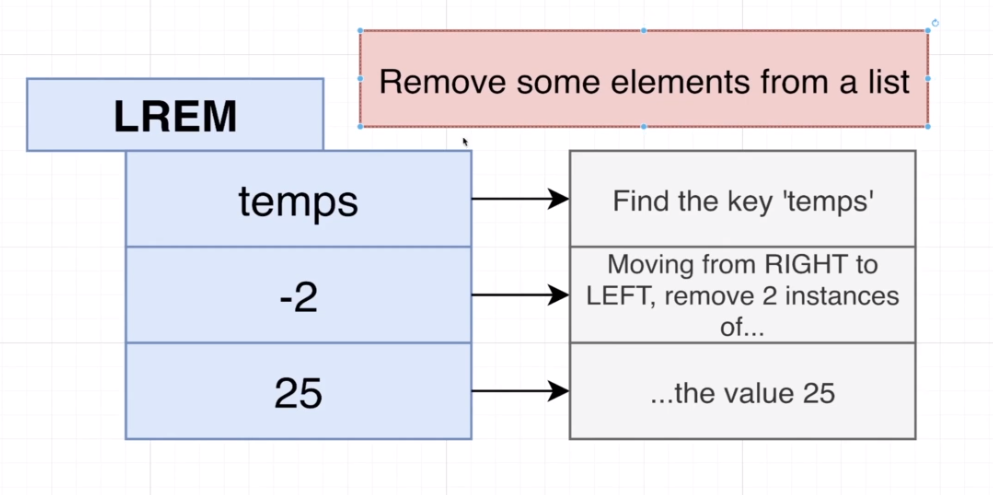 Remove some elements from a list
LREM
temps
Find the key 'temps'
-2
Moving from RIGHT to
LEFT, remove 2 instances
of...
25
...the value 25